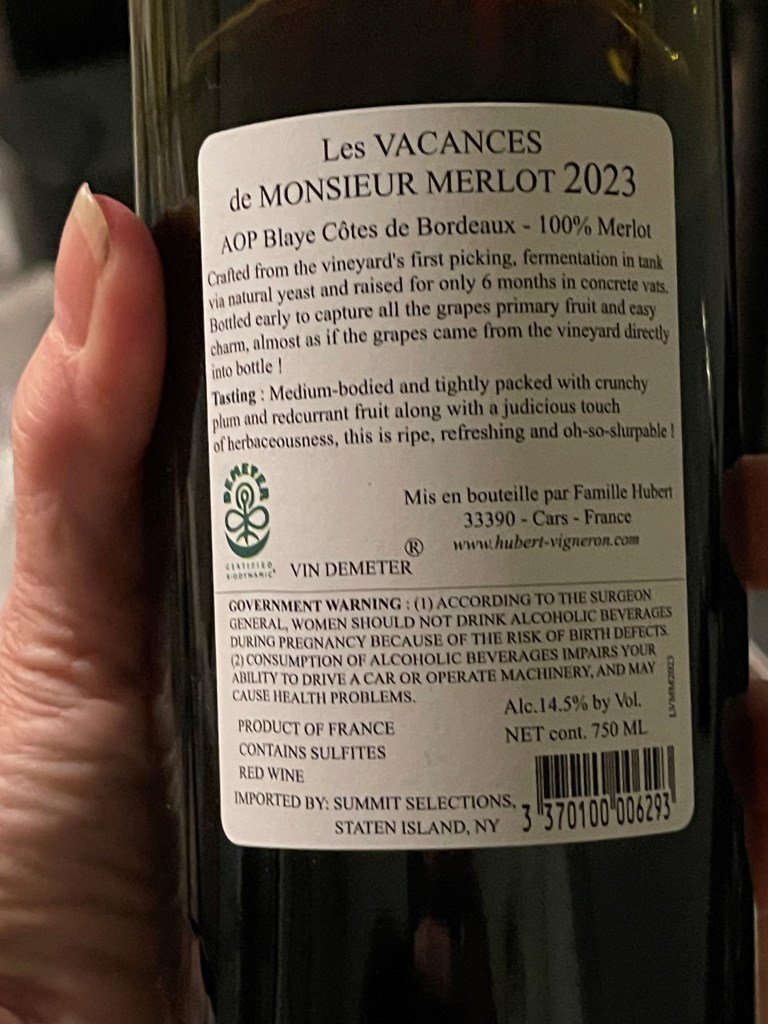 Les VACANCES
de MONSIEUR MERLOT 2023
AOP Blaye Côtes de Bordeaux - 100% Merlot
Crafted from the vineyard's first picking, fermentation in tank
via natural yeast and raised for only 6 months in concrete vats.
Bottled early to capture all the grapes primary fruit and easy
charm, almost as if the grapes came from the vineyard directly
into bottle !
Tasting : Medium-bodied and tightly packed with crunchy
plum and redcurrant fruit along with a judicious touch
of herbaceousness, this is ripe, refreshing and oh-so-slurpable !
DEMETER
CERTIFIED
BIODYNAMIC®
VIN DEMETER ®
Mis en bouteille par Famille Hubert
33390 - Cars - France
www.hubert-vigneron.com
GOVERNMENT WARNING : (1) ACCORDING TO THE SURGEON
GENERAL, WOMEN SHOULD NOT DRINK ALCOHOLIC BEVERAGES
DURING PREGNANCY BECAUSE OF THE RISK OF BIRTH DEFECTS.
(2) CONSUMPTION OF ALCOHOLIC BEVERAGES IMPAIRS YOUR
ABILITY TO DRIVE A CAR OR OPERATE MACHINERY, AND MAY
CAUSE HEALTH PROBLEMS.
LVMM2023
Alc.14.5% by Vol.
NET cont. 750 ML
PRODUCT OF FRANCE
CONTAINS SULFITES
RED WINE
IMPORTED BY: SUMMIT SELECTIONS,
STATEN ISLAND, NY
3 370100 006293